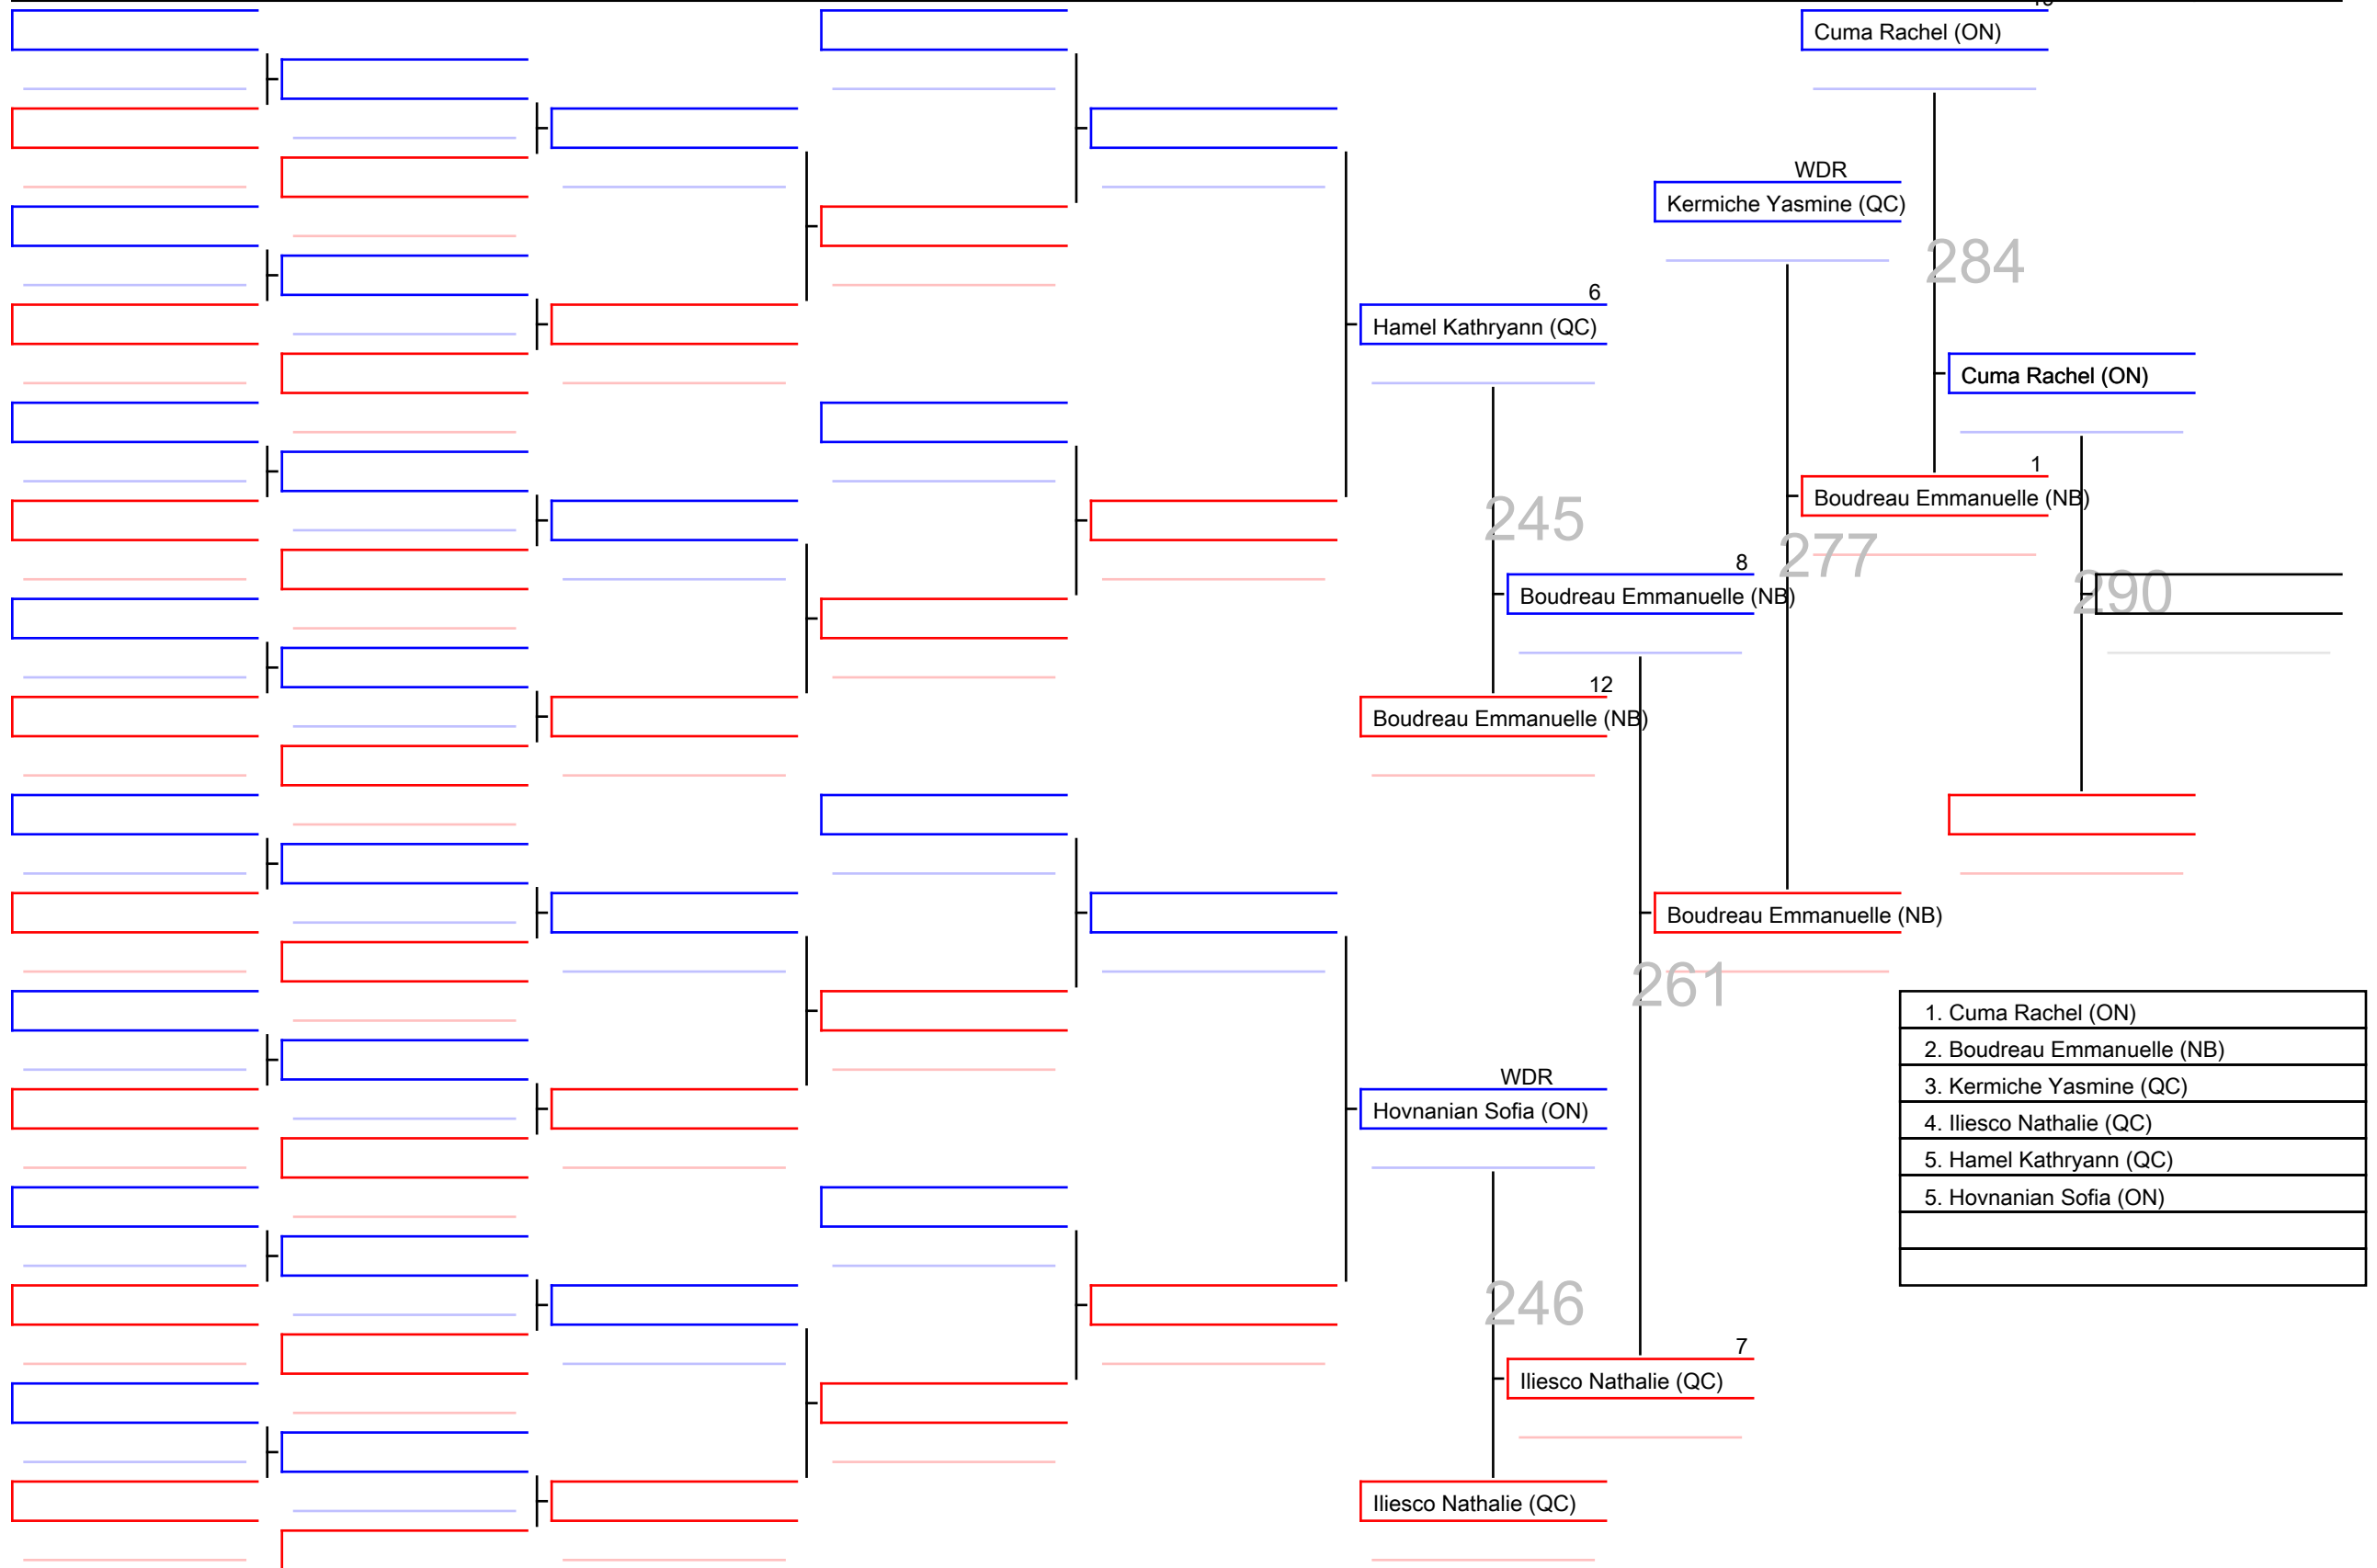 Cuma Rachel (ON)
WDR
Kermiche Yasmine (QC)
284
6
Hamel Kathryann (QC)
Cuma Rachel (ON)
1
Boudreau Emmanuelle (NB)
245
277
8
Boudreau Emmanuelle (NB)
290
12
Boudreau Emmanuelle (NB)
Boudreau Emmanuelle (NB)
261
1. Cuma Rachel (ON)
2. Boudreau Emmanuelle (NB)
3. Kermiche Yasmine (QC)
4. Iliesco Nathalie (QC)
5. Hamel Kathryann (QC)
5. Hovnanian Sofia (ON)
WDR
Hovnanian Sofia (ON)
246
7
Iliesco Nathalie (QC)
Iliesco Nathalie (QC)